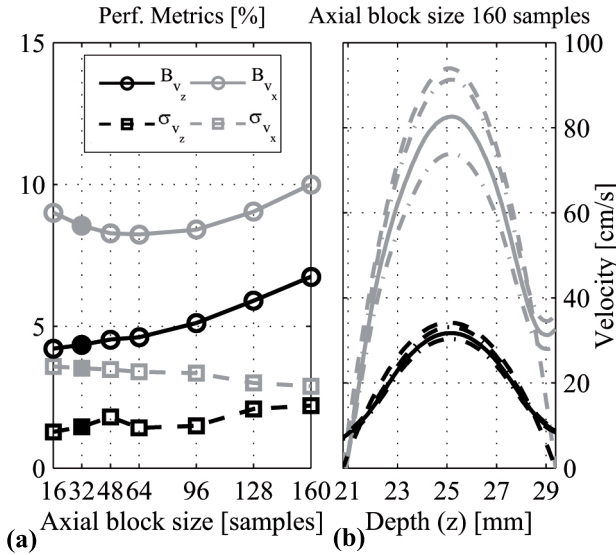 Perf. Metrics [%]
Axial block size 160 samples
15
10
5
0
B_{v_z}
B_{v_x}
σ_{v_z}
σ_{v_x}
100
80
60
40
20
0
Velocity [cm/s]
16 32 48 64 96 128 160
21 23 25 27 29
(a) Axial block size [samples]
(b) Depth (z) [mm]